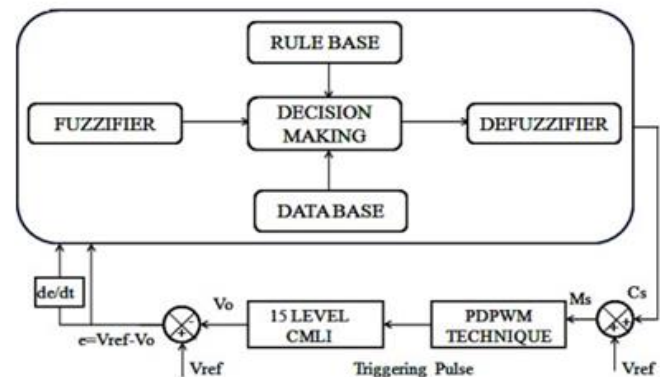 RULE BASE
FUZZIFIER
DECISION
MAKING
DEFUZZIFIER
DATA BASE
de/dt
e=Vref-Vo
Vo
15 LEVEL
CMLI
PDPWM
TECHNIQUE
Ms
Cs
Vref
Triggering Pulse
Vref